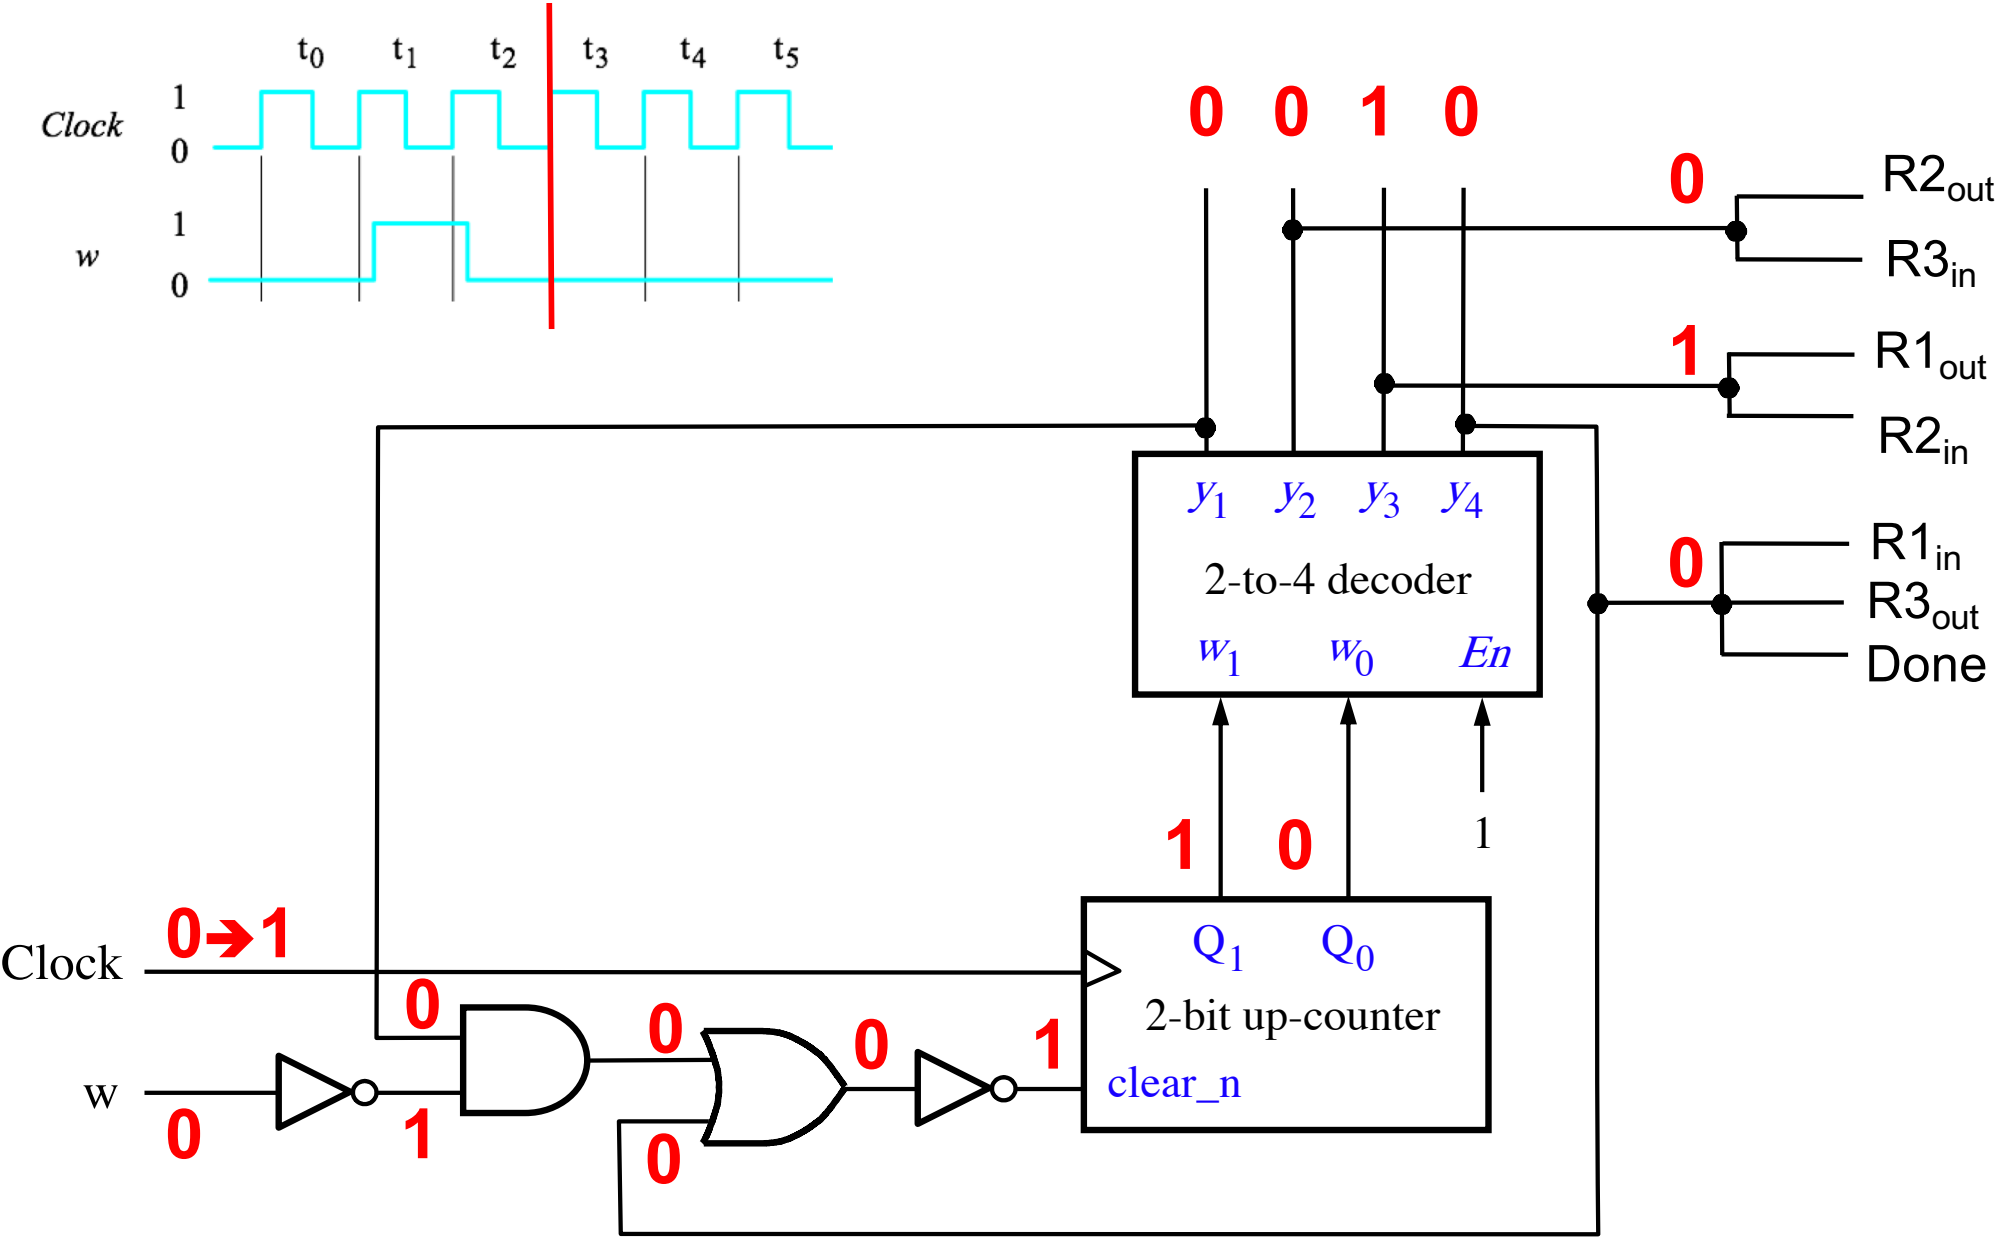 t0 t1 t2 t3 t4 t5
1
Clock
0
1
w
0
0 0 1 0
0
R2out
R3in
1
R1out
R2in
y1 y2 y3 y4
2-to-4 decoder
w1 w0 En
0
R1in
R3out
Done
1 0 1
Clock
0➔1
Q1 Q0
2-bit up-counter
clear_n
0
0
0
1
w
0
1
0